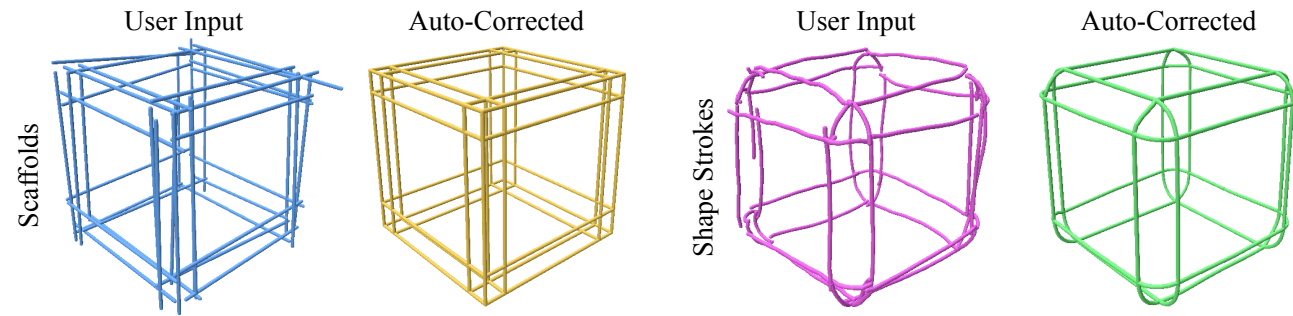 User Input
Auto-Corrected
User Input
Auto-Corrected
Scaffolds
Shape Strokes